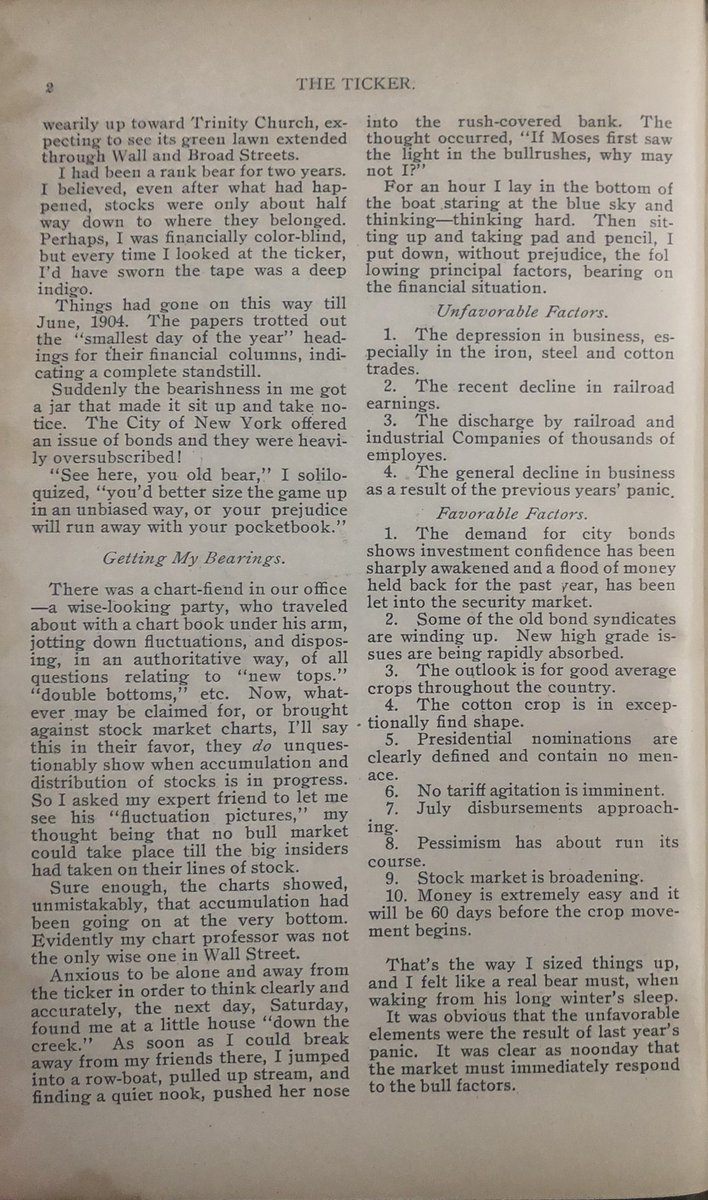 2
THE TICKER.
wearily up toward Trinity Church, ex-
pecting to see its green lawn extended
through Wall and Broad Streets.
I had been a rank bear for two years.
I believed, even after what had hap-
pened, stocks were only about half
way down to where they belonged.
Perhaps, I was financially color-blind,
but every time I looked at the ticker,
I'd have sworn the tape was a deep
indigo.
Things had gone on this way till
June, 1904. The papers trotted out
the "smallest day of the year" head-
ings for their financial columns, indi-
cating a complete standstill.
Suddenly the bearishness in me got
a jar that made it sit up and take no-
tice. The City of New York offered
an issue of bonds and they were heavi-
ly oversubscribed!
"See here, you old bear," I solilo-
quized, "you'd better size the game up
in an unbiased way, or your prejudice
will run away with your pocketbook."
Getting My Bearings.
There was a chart-fiend in our office
—a wise-looking party, who traveled
about with a chart book under his arm,
jotting down fluctuations, and dispos-
ing, in an authoritative way, of all
questions relating to "new tops."
"double bottoms," etc. Now, what-
ever may be claimed for, or brought
against stock market charts, I'll say
this in their favor, they do unques-
tionably show when accumulation and
distribution of stocks is in progress.
So I asked my expert friend to let me
see his "fluctuation pictures," my
thought being that no bull market
could take place till the big insiders
had taken on their lines of stock.
Sure enough, the charts showed,
unmistakably, that accumulation had
been going on at the very bottom.
Evidently my chart professor was not
the only wise one in Wall Street.
Anxious to be alone and away from
the ticker in order to think clearly and
accurately, the next day, Saturday,
found me at a little house "down the
creek." As soon as I could break
away from my friends there, I jumped
into a row-boat, pulled up stream, and
finding a quiet nook, pushed her nose
into the rush-covered bank. The
thought occurred, "If Moses first saw
the light in the bullrushes, why may
not I?"
For an hour I lay in the bottom of
the boat staring at the blue sky and
thinking—thinking hard. Then sit-
ting up and taking pad and pencil, I
put down, without prejudice, the fol
lowing principal factors, bearing on
the financial situation.
Unfavorable Factors.
1. The depression in business, es-
pecially in the iron, steel and cotton
trades.
2. The recent decline in railroad
earnings.
3. The discharge by railroad and
industrial Companies of thousands of
employes.
4. The general decline in business
as a result of the previous years' panic.
Favorable Factors.
1. The demand for city bonds
shows investment confidence has been
sharply awakened and a flood of money
held back for the past year, has been
let into the security market.
2. Some of the old bond syndicates
are winding up. New high grade is-
sues are being rapidly absorbed.
3. The outlook is for good average
crops throughout the country.
4. The cotton crop is in excep-
tionally find shape.
5. Presidential nominations are
clearly defined and contain no men-
ace.
6. No tariff agitation is imminent.
7. July disbursements approach-
ing.
8. Pessimism has about run its
course.
9. Stock market is broadening.
10. Money is extremely easy and it
will be 60 days before the crop move-
ment begins.
That's the way I sized things up,
and I felt like a real bear must, when
waking from his long winter's sleep.
It was obvious that the unfavorable
elements were the result of last year's
panic. It was clear as noonday that
the market must immediately respond
to the bull factors.